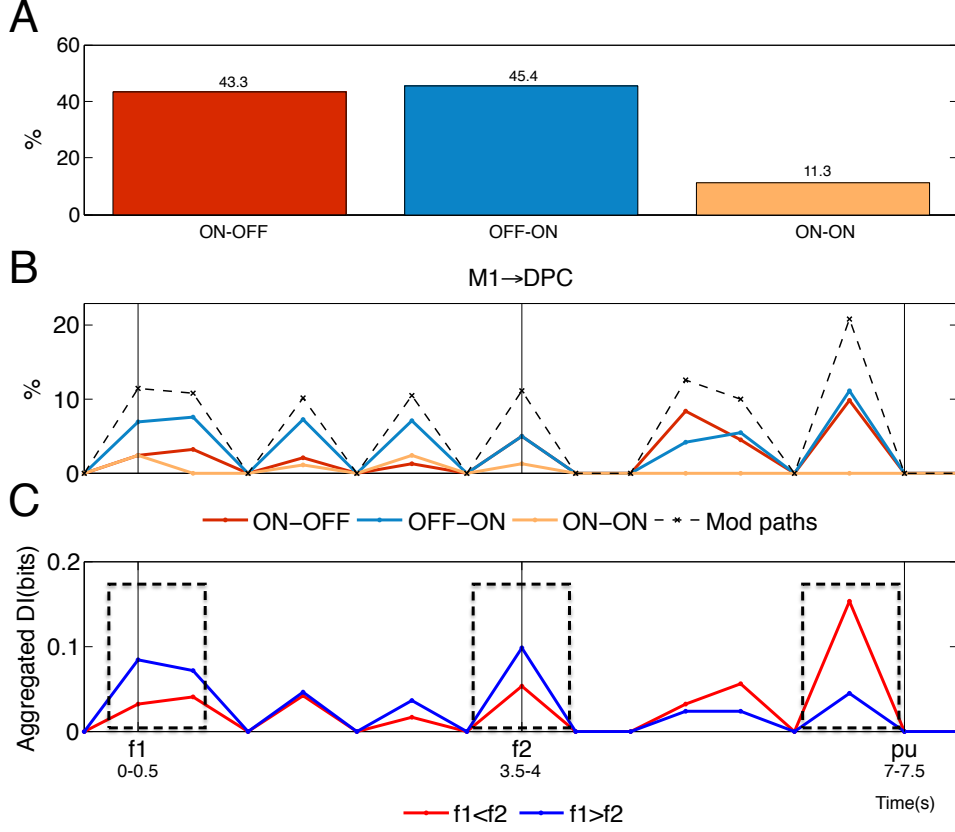 A
60
40
20
0
%
43.3
45.4
11.3
ON-OFF OFF-ON ON-ON
B
M1→DPC
20
10
0
%
C
ON−OFF OFF−ON ON−ON Mod paths
0.2
0.1
0
Aggregated DI(bits)
f1 f2 pu
0-0.5 3.5-4 7-7.5
Time(s)
f1<f2 f1>f2